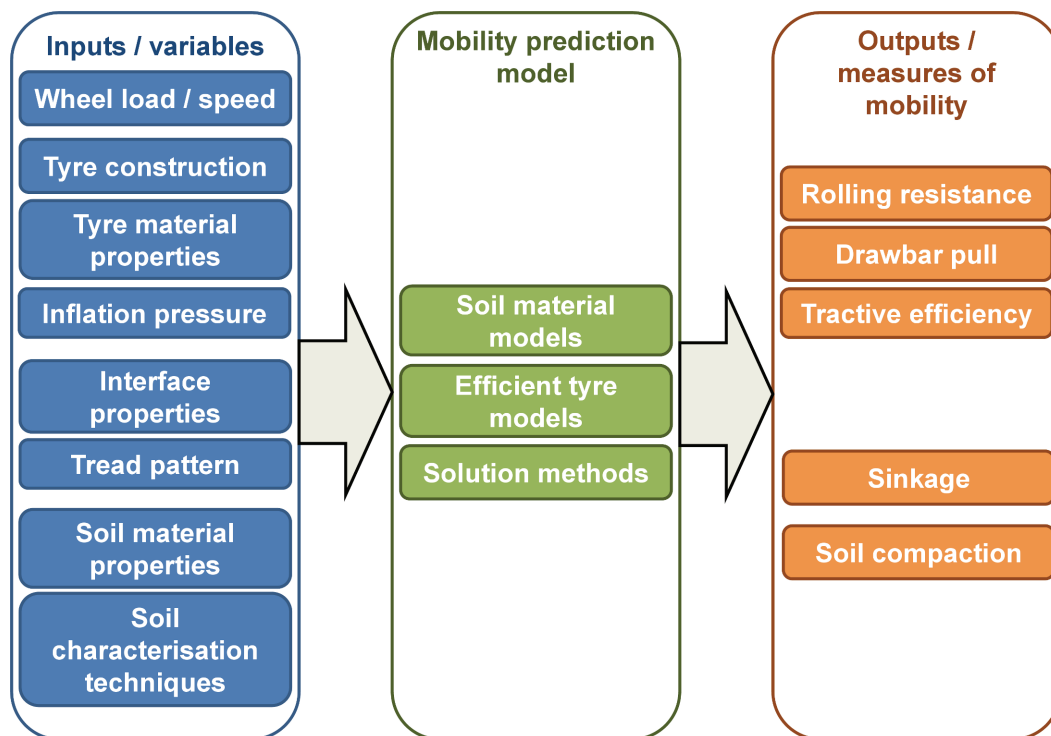 Inputs / variables
Wheel load / speed
Tyre construction
Tyre material
properties
Inflation pressure
Interface
properties
Tread pattern
Soil material
properties
Soil
characterisation
techniques
Mobility prediction
model
Soil material
models
Efficient tyre
models
Solution methods
Outputs /
measures of
mobility
Rolling resistance
Drawbar pull
Tractive efficiency
Sinkage
Soil compaction